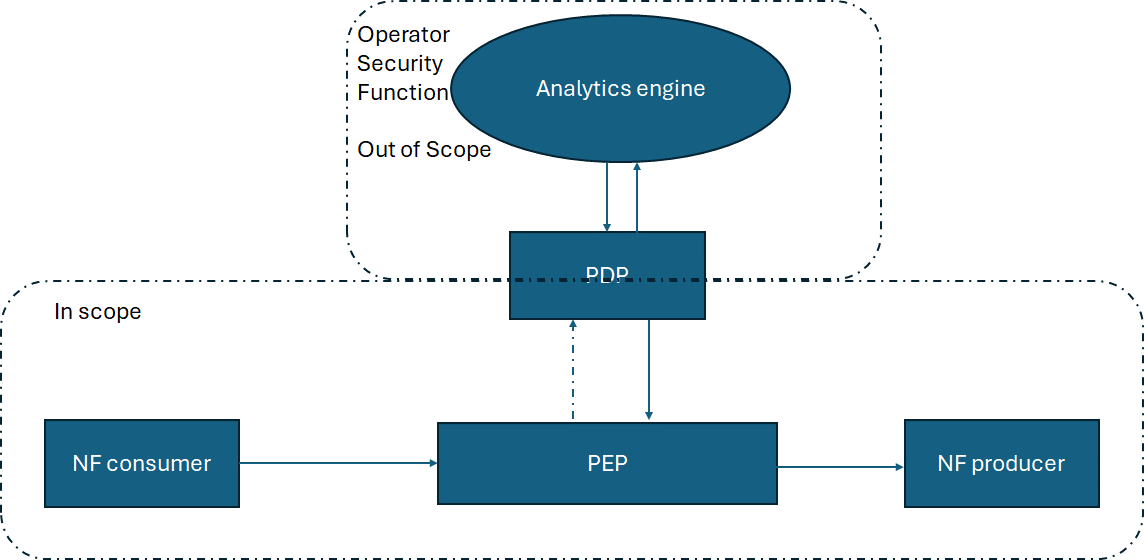 Operator
Security
Function
Analytics engine
Out of Scope
PDP
In scope
NF consumer
PEP
NF producer